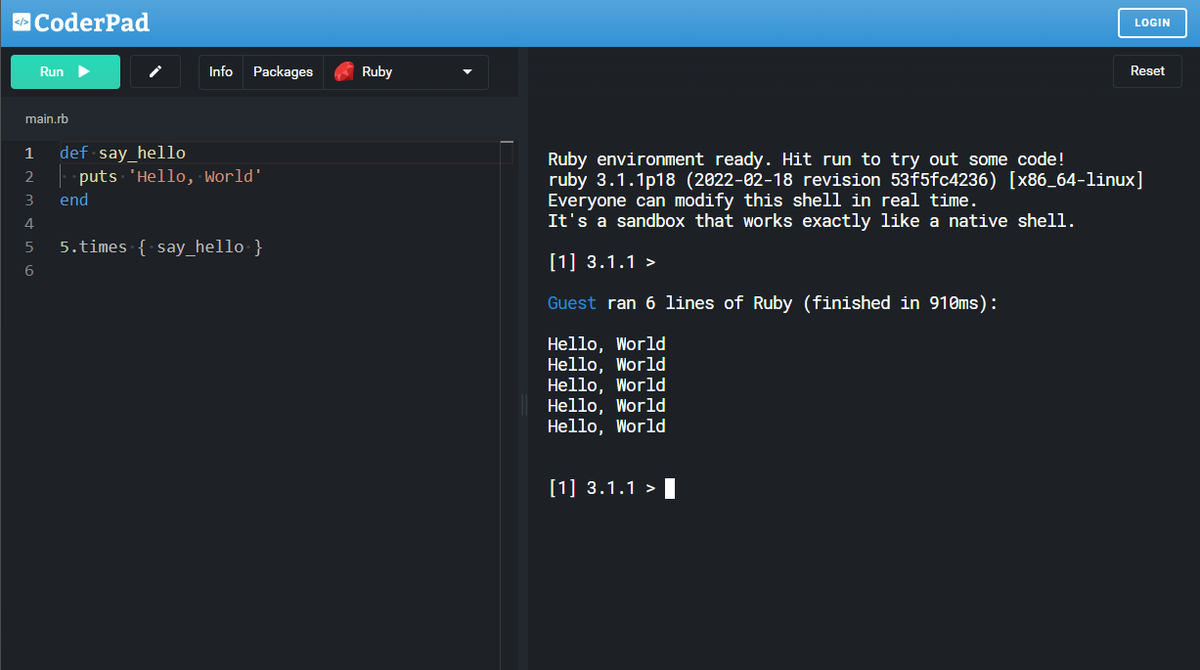 CoderPad
LOGIN
Run
Info
Packages
Ruby
Reset
main.rb
1 def say_hello
2   puts 'Hello, World'
3 end
4
5 5.times { say_hello }
6
Ruby environment ready. Hit run to try out some code!
ruby 3.1.1p18 (2022-02-18 revision 53f5fc4236) [x86_64-linux]
Everyone can modify this shell in real time.
It's a sandbox that works exactly like a native shell.
[1] 3.1.1 >
Guest ran 6 lines of Ruby (finished in 910ms):
Hello, World
Hello, World
Hello, World
Hello, World
Hello, World
[1] 3.1.1 >